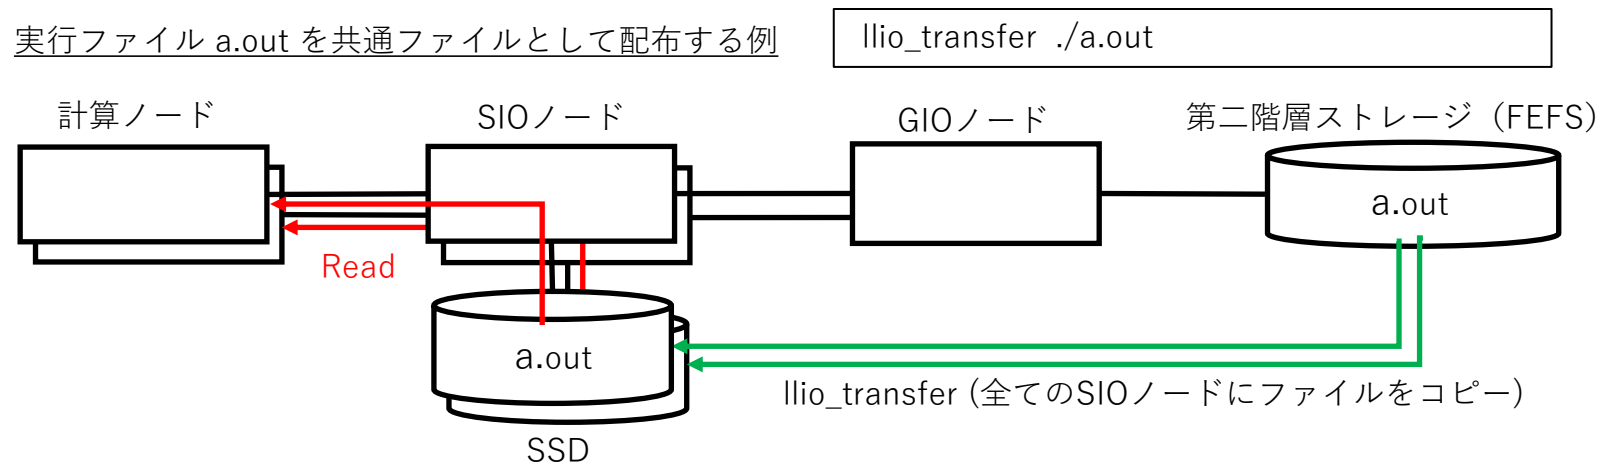 実行ファイル a.out を共通ファイルとして配布する例
llio_transfer ./a.out
計算ノード
SIOノード
GIOノード
第二階層ストレージ（FEFS）
a.out
Read
a.out
llio_transfer (全てのSIOノードにファイルをコピー)
SSD